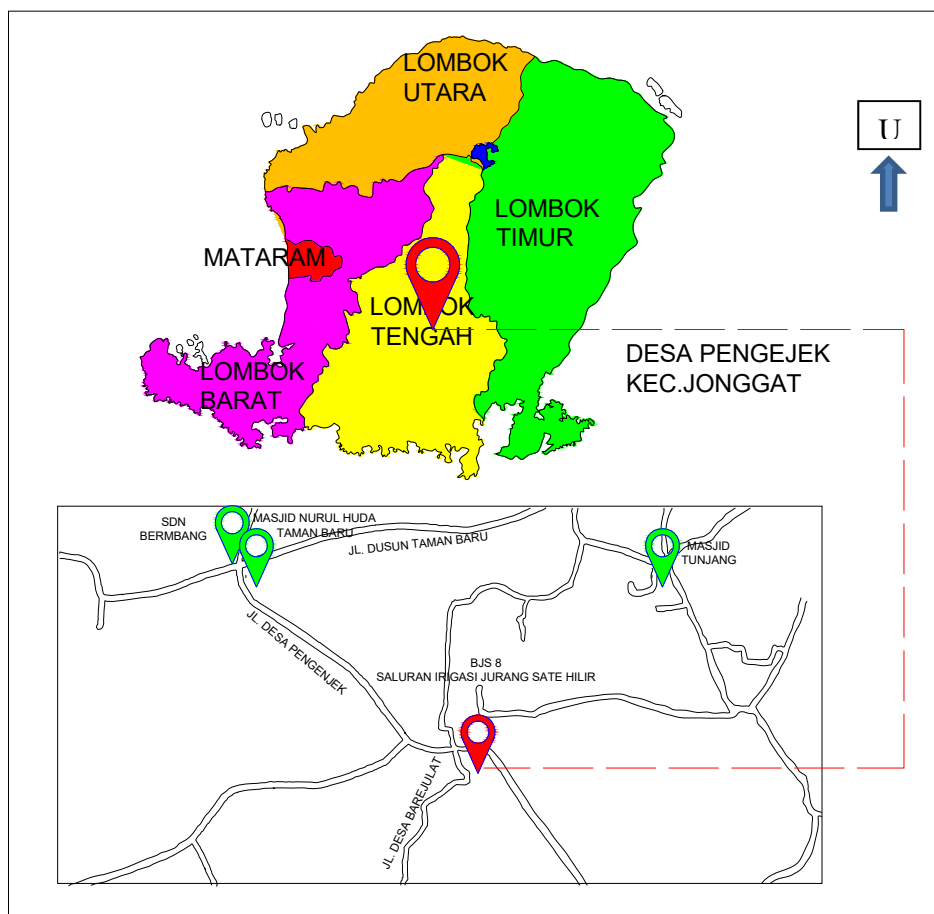 LOMBOK
UTARA
U
LOMBOK
TIMUR
MATARAM
LOMBOK
TENGAH
DESA PENGEJEK
KEC.JONGGAT
LOMBOK
BARAT
SDN
BERMBANG
MASJID NURUL HUDA
TAMAN BARU
JL. DUSUN TAMAN BARU
MASJID
TUNJANG
JL. DESA PENGENJEK
BJS 8
SALURAN IRIGASI JURANG SATE HILIR
JL. DESA BAREJULAT